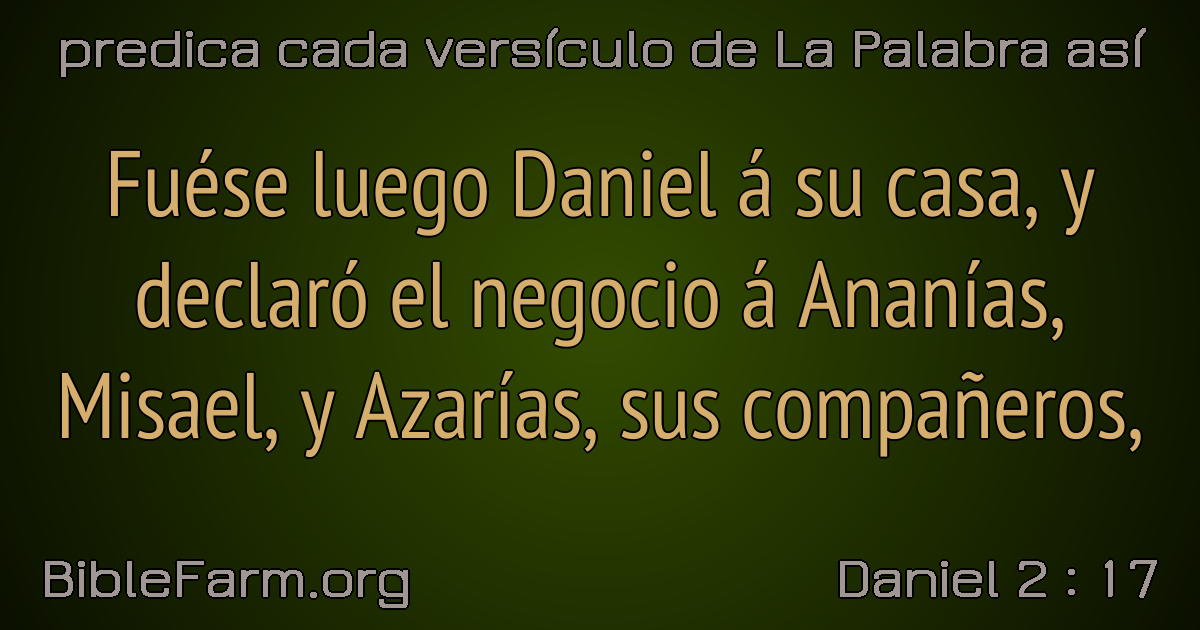 predica cada versículo de La Palabra así
Fuése luego Daniel á su casa, y
declaró el negocio á Ananías,
Misael, y Azarías, sus compañeros,
BibleFarm.org
Daniel 2 : 17